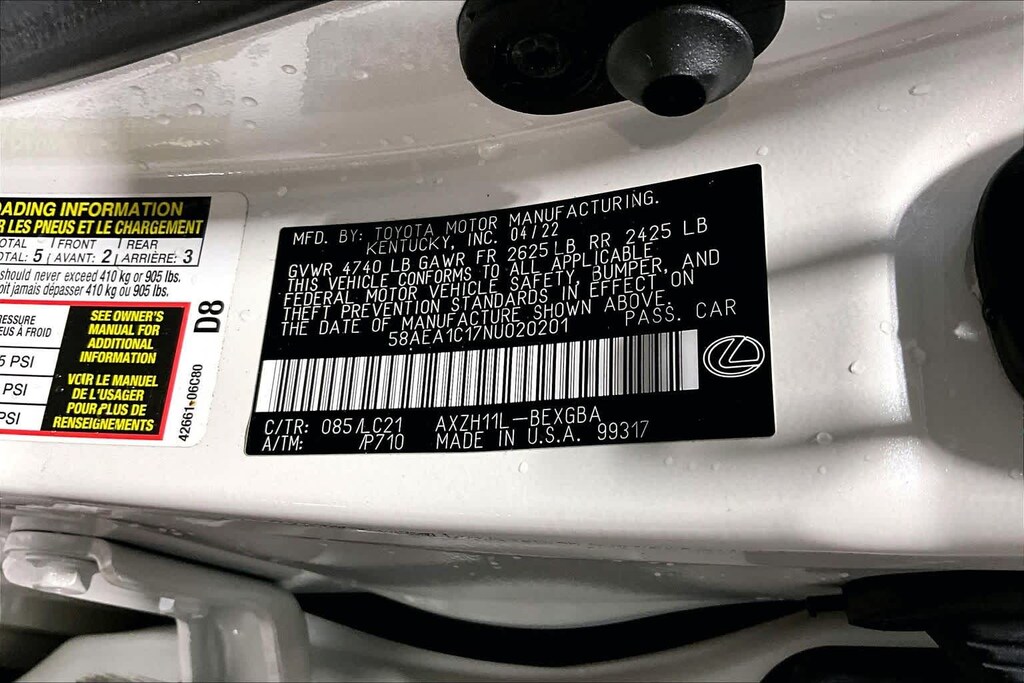 ADING INFORMATION
R LES PNEUS ET LE CHARGEMENT
OTAL FRONT REAR
OTAL: 5 AVANT: 2 ARRIÈRE: 3
should never exceed 410 kg or 905 lbs.
oit jamais dépasser 410 kg ou 905 lbs.
RESSURE
EUS À FROID
5 PSI
PSI
PSI
SEE OWNER'S
MANUAL FOR
ADDITIONAL
INFORMATION
VOIR LE MANUEL
DE L'USAGER
POUR PLUS DE
RENSEIGNEMENTS
D8
42661-06C80
MFD. BY: TOYOTA MOTOR MANUFACTURING.
KENTUCKY, INC. 04/22
GVWR 4740 LB GAWR FR 2625 LB RR 2425 LB
THIS VEHICLE CONFORMS TO ALL APPLICABLE
FEDERAL MOTOR VEHICLE SAFETY, BUMPER, AND
THEFT PREVENTION STANDARDS IN EFFECT ON
THE DATE OF MANUFACTURE SHOWN ABOVE.
58AEA1C17NU020201 PASS. CAR
C/TR: 085/LC21 AXZH11L-BEXGBA
A/TM: /P710 MADE IN U.S.A. 99317